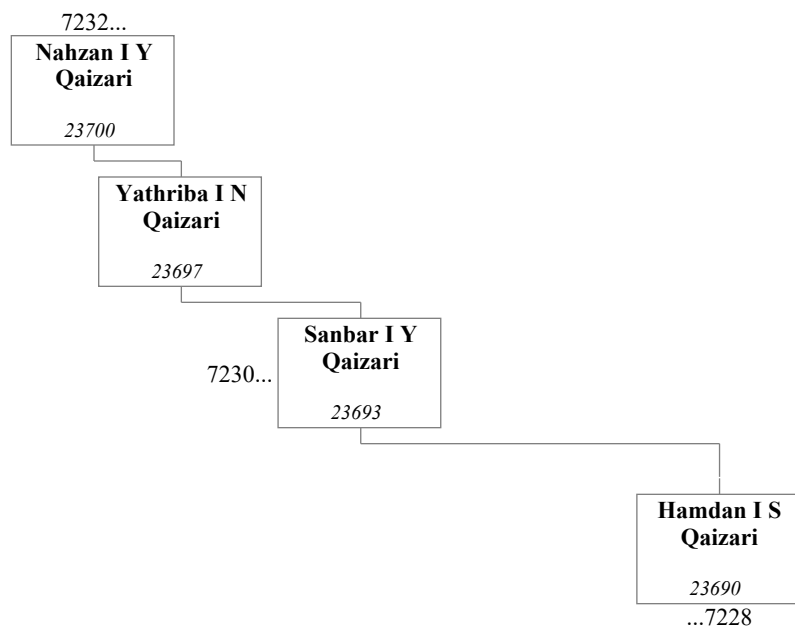 7232...
Nahzan I Y
Qaizari
23700
Yathriba I N
Qaizari
23697
Sanbar I Y
Qaizari
7230...
23693
Hamdan I S
Qaizari
23690
...7228